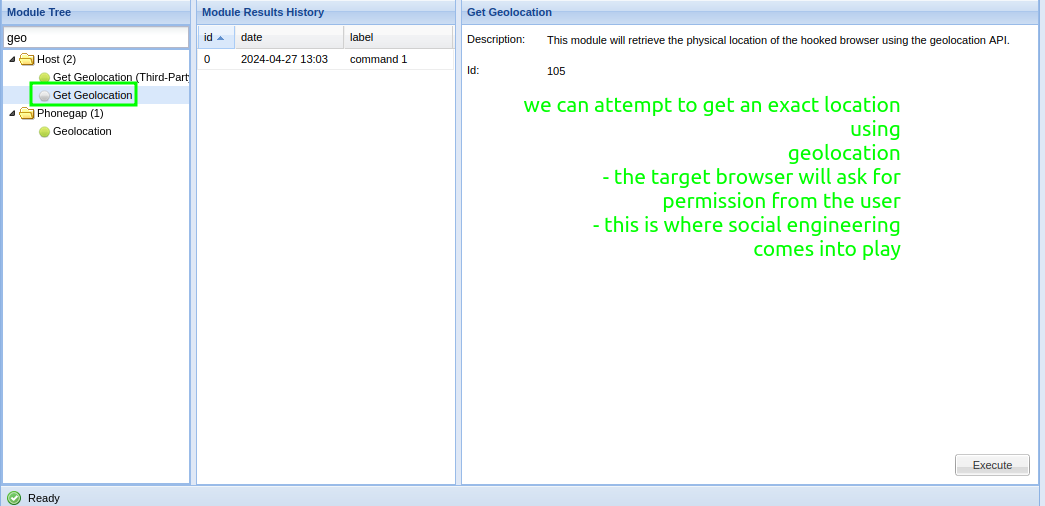 Module Tree
geo
Host (2)
Get Geolocation (Third-Part
Get Geolocation
Phonegap (1)
Geolocation
Module Results History
id date label
0 2024-04-27 13:03 command 1
Get Geolocation
Description: This module will retrieve the physical location of the hooked browser using the geolocation API.
Id: 105
we can attempt to get an exact location
using
geolocation
- the target browser will ask for
permission from the user
- this is where social engineering
comes into play
Execute
Ready